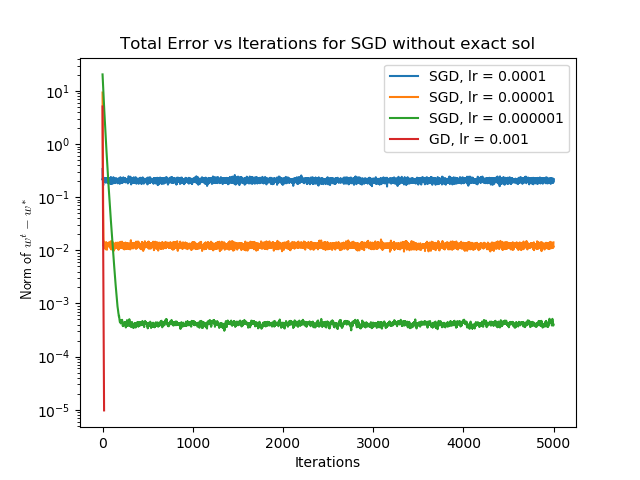 Total Error vs Iterations for SGD without exact sol
SGD, lr = 0.0001
SGD, lr = 0.00001
SGD, lr = 0.000001
GD, lr = 0.001
10¹
10⁰
10⁻¹
10⁻²
10⁻³
10⁻⁴
10⁻⁵
Norm of wᵗ − w*
0 1000 2000 3000 4000 5000
Iterations